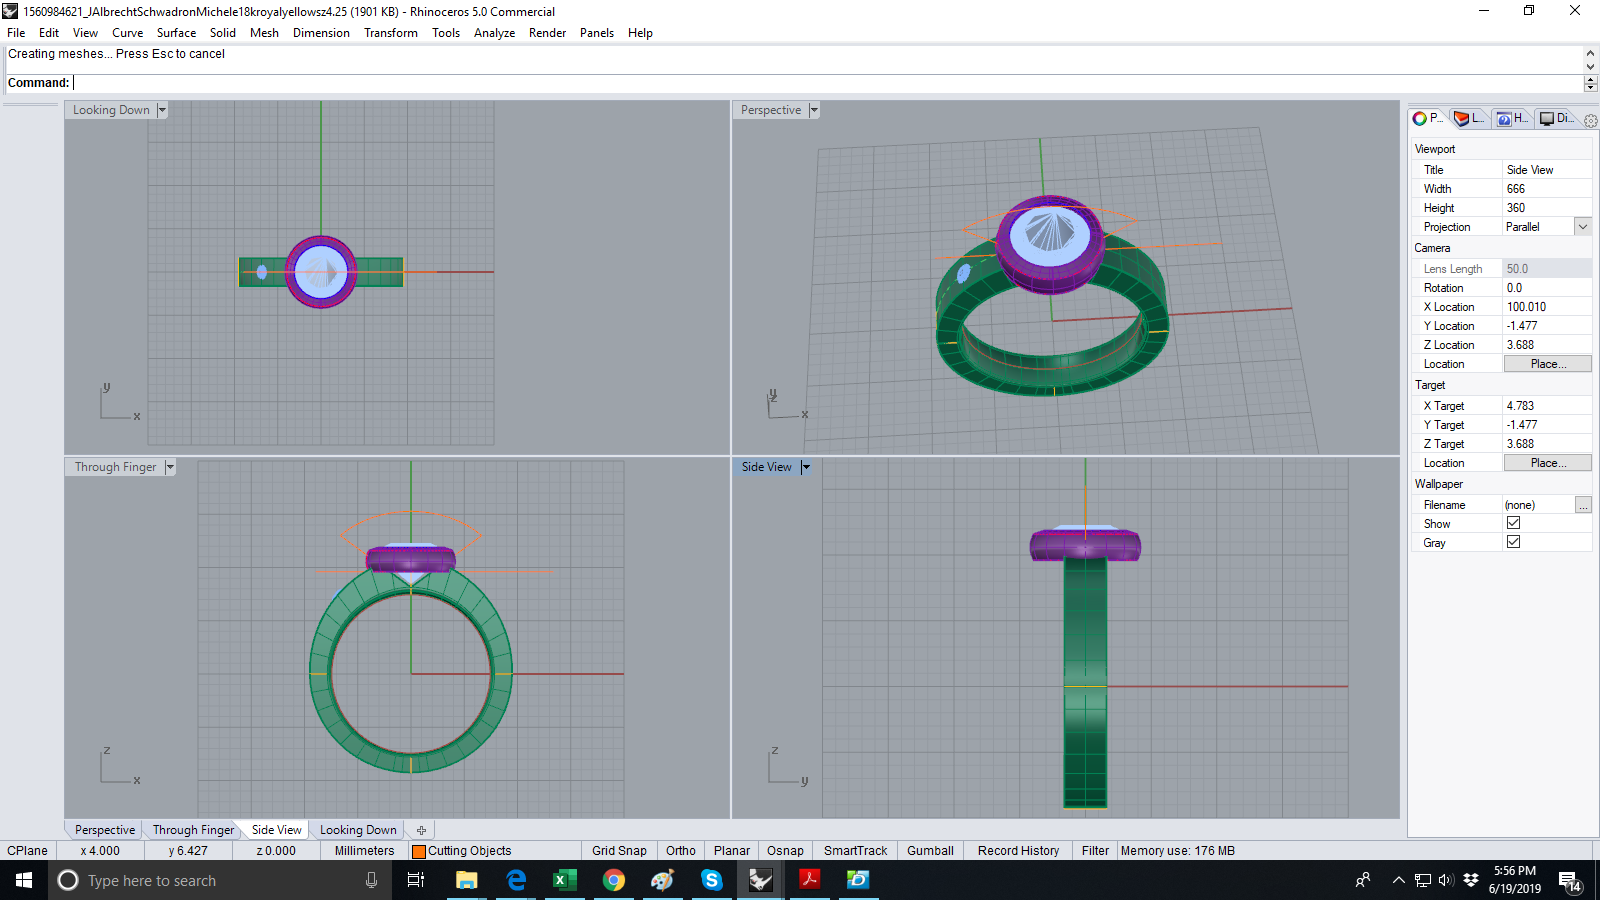 1560984621_JAlbrechtSchwadronMichele18kroyalyellowsz4.25 (1901 KB) - Rhinoceros 5.0 Commercial
File Edit View Curve Surface Solid Mesh Dimension Transform Tools Analyze Render Panels Help
Creating meshes... Press Esc to cancel
Command:
Looking Down
Perspective
P... L... H... Di...
Viewport
Title Side View
Width 666
Height 360
Projection Parallel
Camera
Lens Length 50.0
Rotation 0.0
X Location 100.010
Y Location -1.477
Z Location 3.688
Location Place...
Target
X Target 4.783
Y Target -1.477
Z Target 3.688
Location Place...
Wallpaper
Filename (none) ...
Show
Gray
y
x
y
z
x
Through Finger
Side View
z
x
z
y
Perspective Through Finger Side View Looking Down
CPlane x 4.000 y 6.427 z 0.000 Millimeters Cutting Objects Grid Snap Ortho Planar Osnap SmartTrack Gumball Record History Filter Memory use: 176 MB
Type here to search
5:56 PM
6/19/2019
14